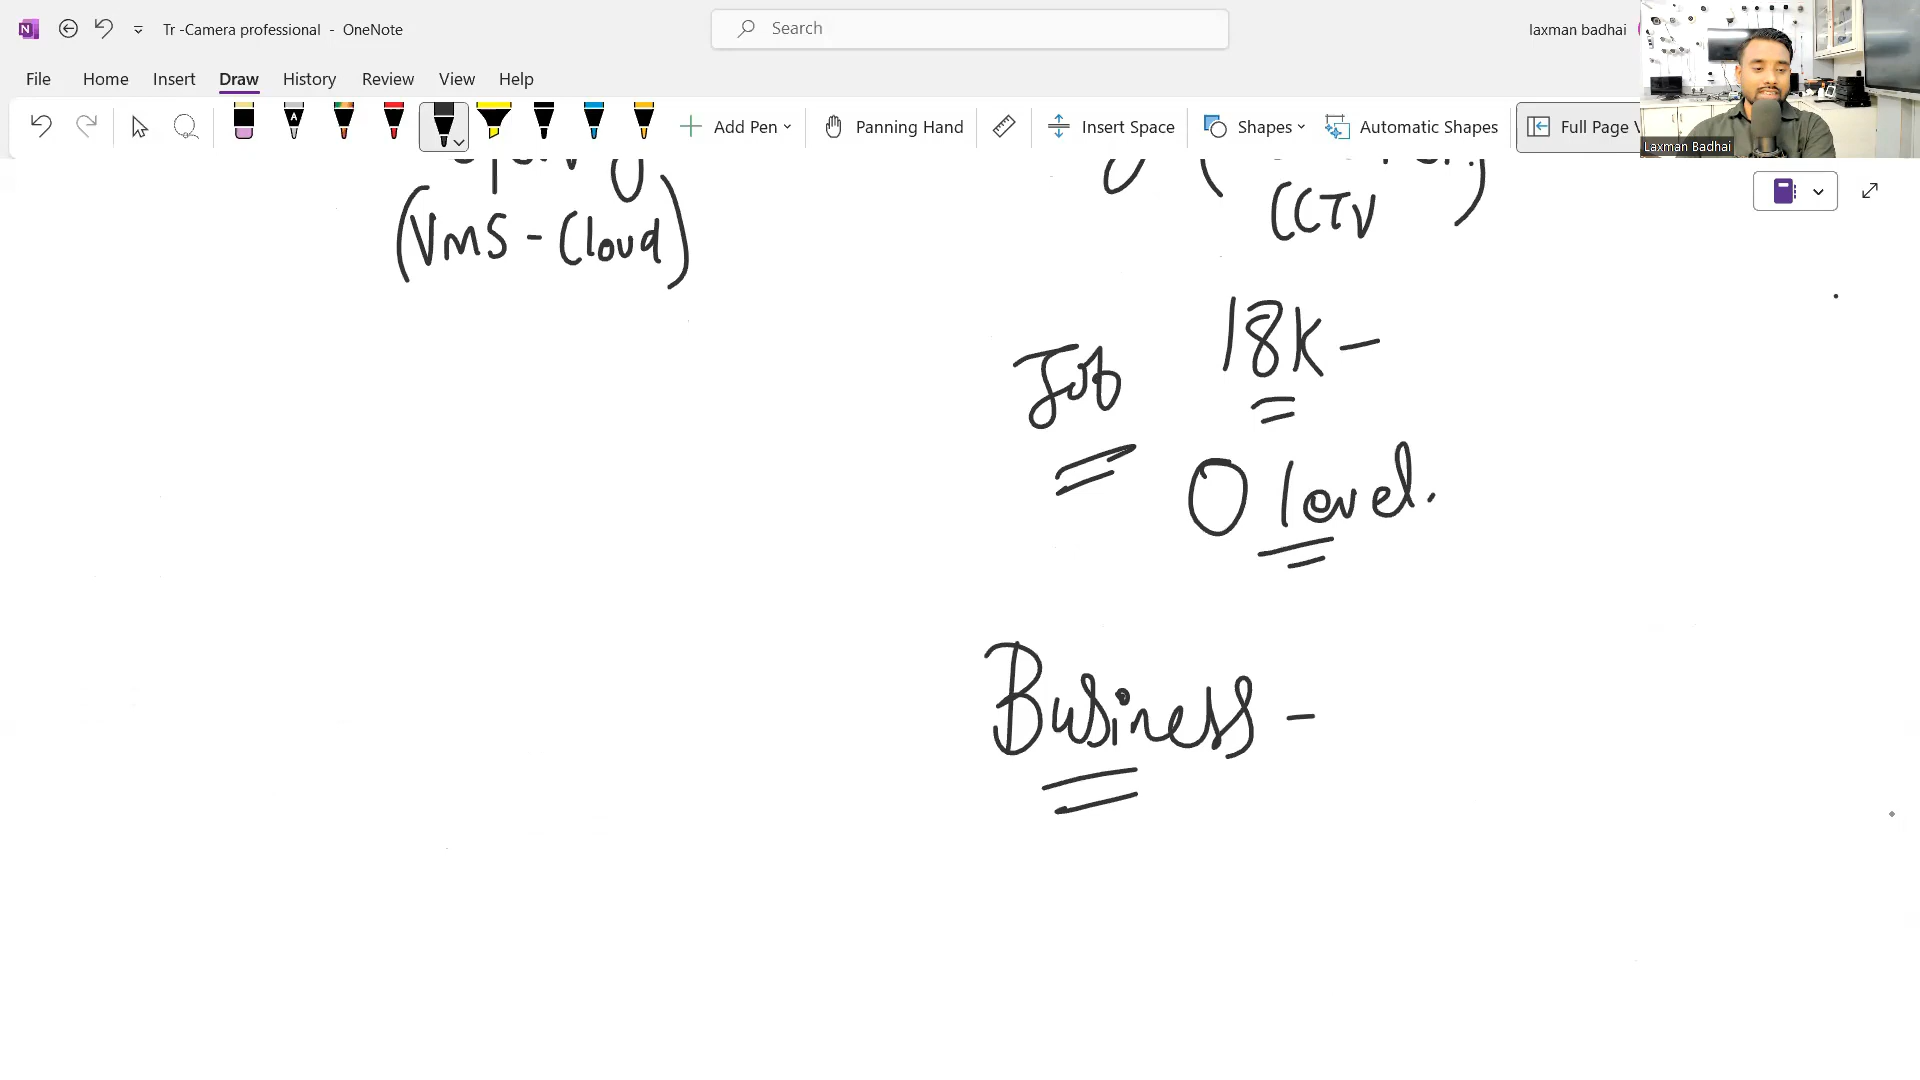 Tr -Camera professional - OneNote
Search
laxman badhai
File Home Insert Draw History Review View Help
Add Pen Panning Hand Insert Space Shapes Automatic Shapes Full Page V
Laxman Badhai
(VmS - Cloud)
CCTV
Job 18K -
O level.
Business -